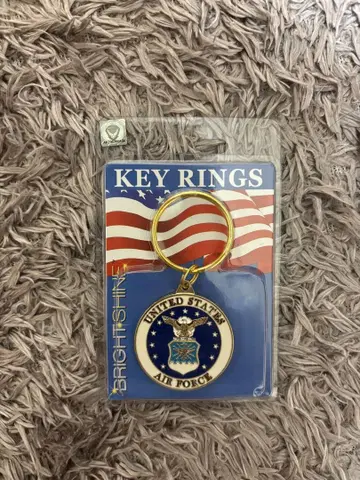 KEY RINGS
BRIGHT SHINE
UNITED STATES
AIR FORCE